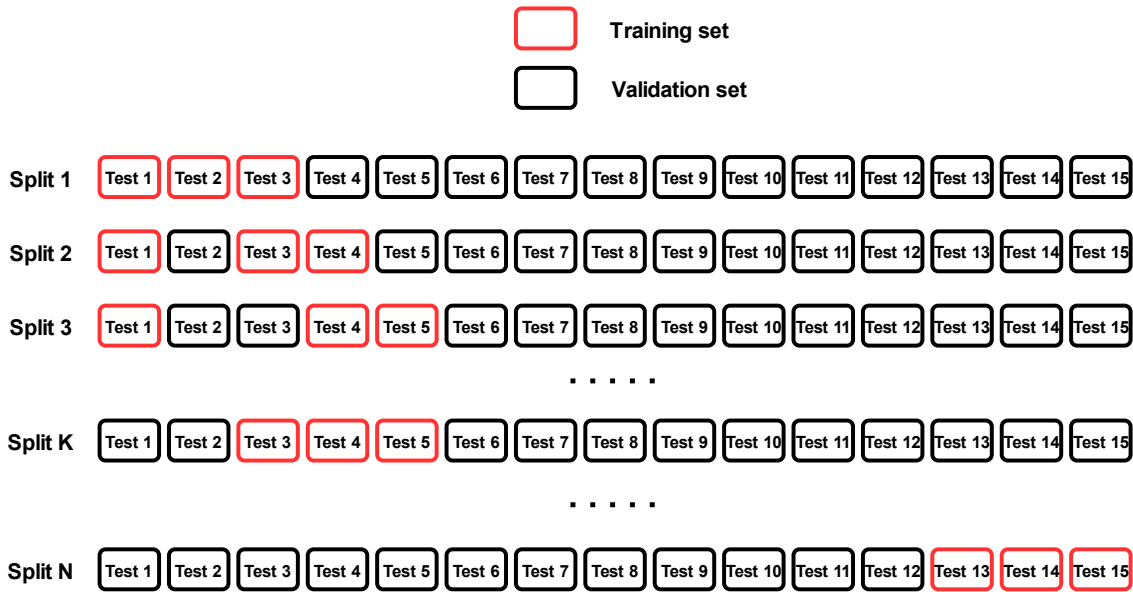 Training set
Validation set
Split 1 Test 1 Test 2 Test 3 Test 4 Test 5 Test 6 Test 7 Test 8 Test 9 Test 10 Test 11 Test 12 Test 13 Test 14 Test 15
Split 2 Test 1 Test 2 Test 3 Test 4 Test 5 Test 6 Test 7 Test 8 Test 9 Test 10 Test 11 Test 12 Test 13 Test 14 Test 15
Split 3 Test 1 Test 2 Test 3 Test 4 Test 5 Test 6 Test 7 Test 8 Test 9 Test 10 Test 11 Test 12 Test 13 Test 14 Test 15
. . . . .
Split K Test 1 Test 2 Test 3 Test 4 Test 5 Test 6 Test 7 Test 8 Test 9 Test 10 Test 11 Test 12 Test 13 Test 14 Test 15
. . . . .
Split N Test 1 Test 2 Test 3 Test 4 Test 5 Test 6 Test 7 Test 8 Test 9 Test 10 Test 11 Test 12 Test 13 Test 14 Test 15